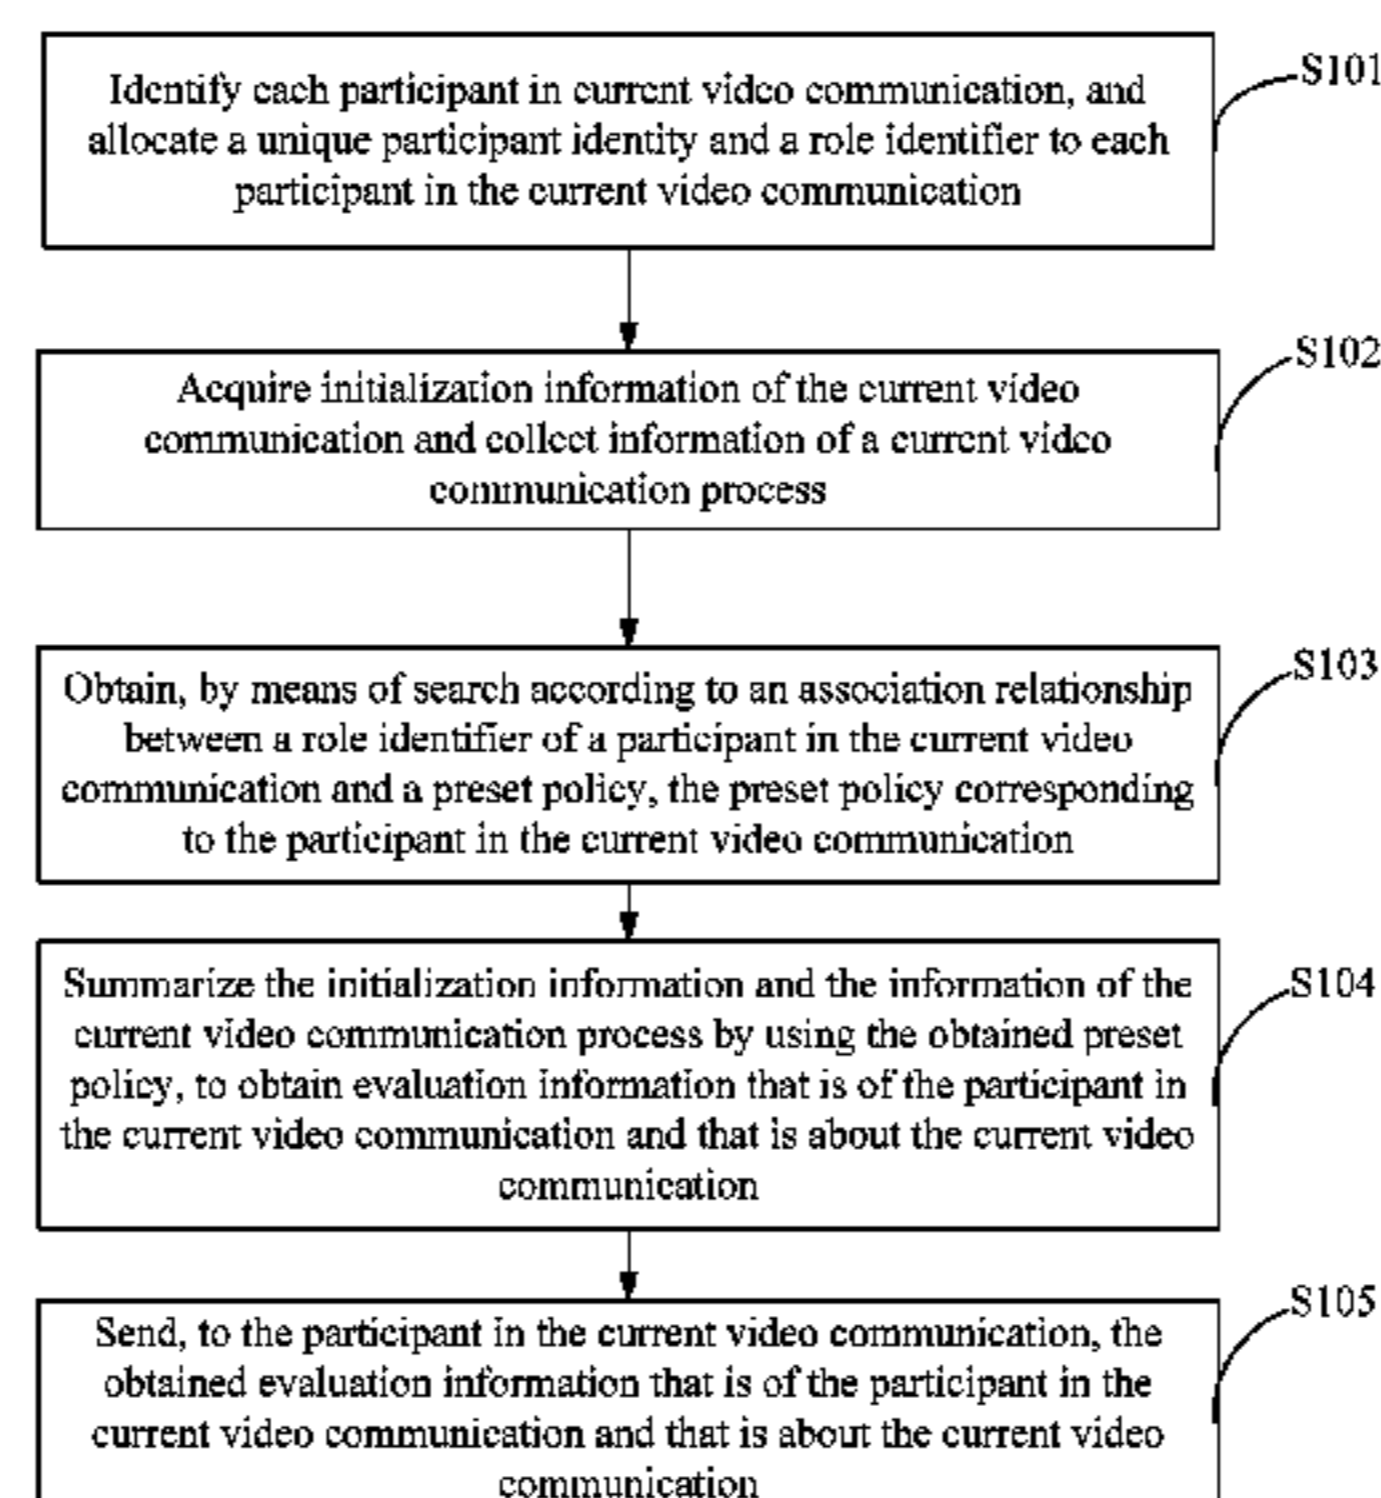 Identify each participant in current video communication, and
allocate a unique participant identity and a role identifier to each
participant in the current video communication
S101
Acquire initialization information of the current video
communication and collect information of a current video
communication process
S102
Obtain, by means of search according to an association relationship
between a role identifier of a participant in the current video
communication and a preset policy, the preset policy corresponding
to the participant in the current video communication
S103
Summarize the initialization information and the information of the
current video communication process by using the obtained preset
policy, to obtain evaluation information that is of the participant in
the current video communication and that is about the current video
communication
S104
Send, to the participant in the current video communication, the
obtained evaluation information that is of the participant in the
current video communication and that is about the current video
communication
S105